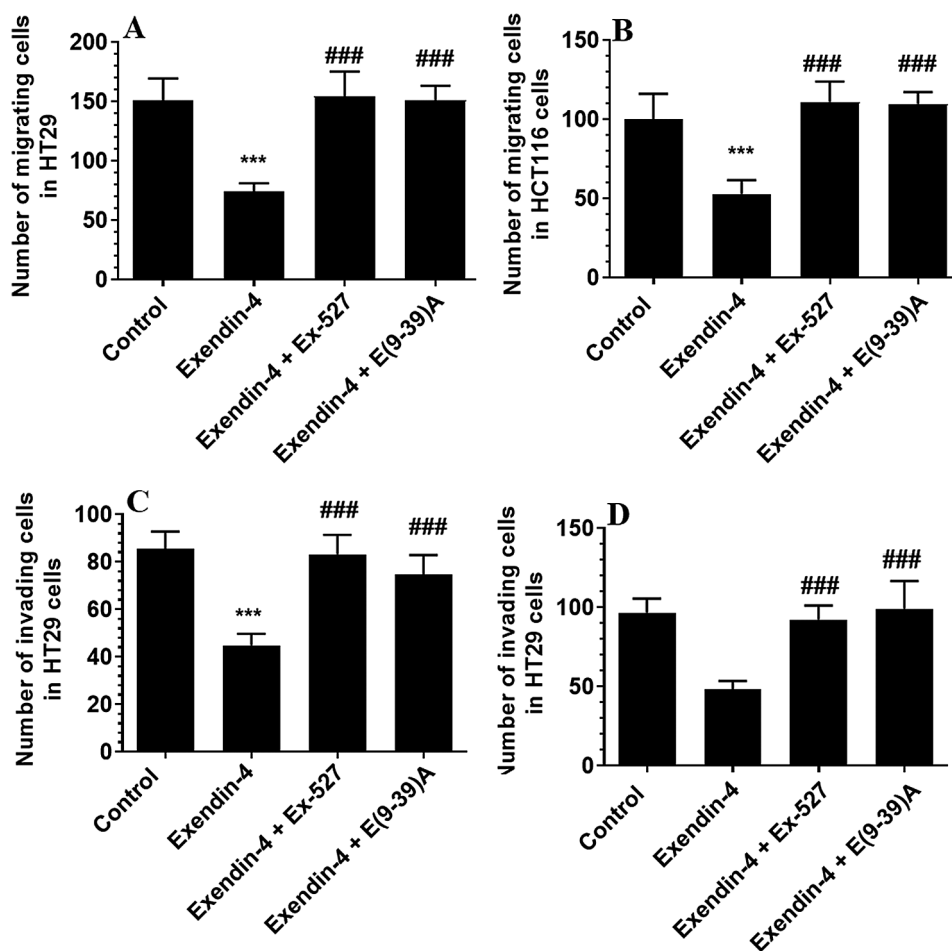 A
Number of migrating cells
in HT29
200
150
100
50
0
***
###
###
Control
Exendin-4
Exendin-4 + Ex-527
Exendin-4 + E(9-39)A
B
Number of migrating cells
in HCT116 cells
150
100
50
0
***
###
###
Control
Exendin-4
Exendin-4 + Ex-527
Exendin-4 + E(9-39)A
C
Number of invading cells
in HT29 cells
100
80
60
40
20
0
***
###
###
Control
Exendin-4
Exendin-4 + Ex-527
Exendin-4 + E(9-39)A
D
Number of invading cells
in HT29 cells
150
100
50
0
###
###
Control
Exendin-4
Exendin-4 + Ex-527
Exendin-4 + E(9-39)A